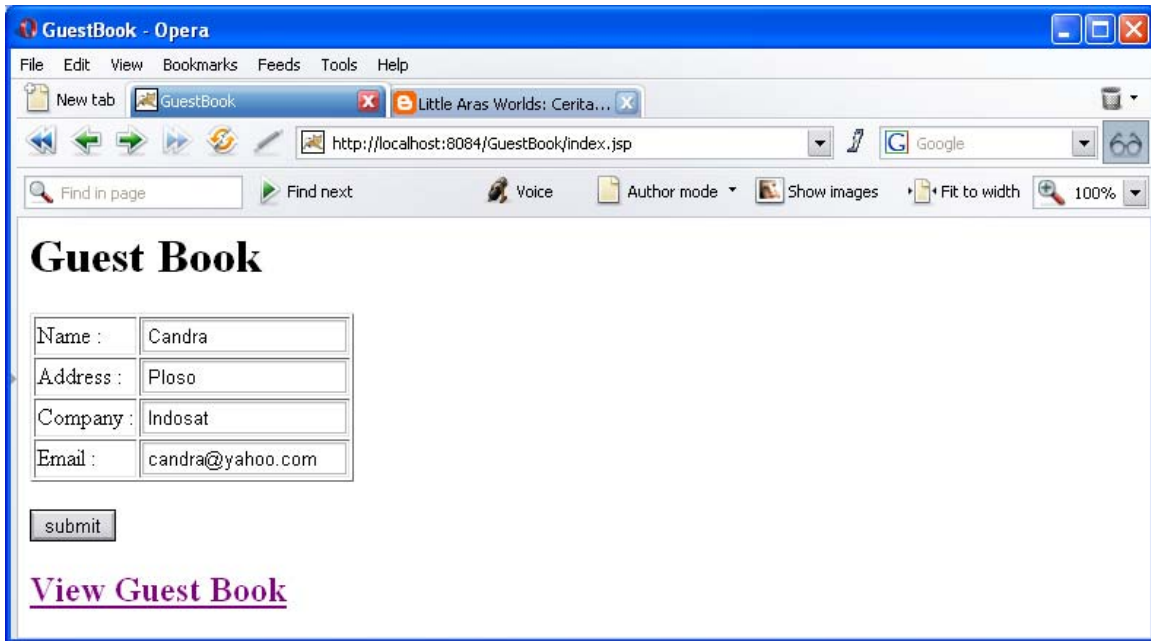 GuestBook - Opera
File Edit View Bookmarks Feeds Tools Help
New tab GuestBook Little Aras Worlds: Cerita...
http://localhost:8084/GuestBook/index.jsp G Google
Find in page Find next Voice Author mode Show images Fit to width 100%
Guest Book
Name : Candra
Address : Ploso
Company : Indosat
Email : candra@yahoo.com
submit
View Guest Book